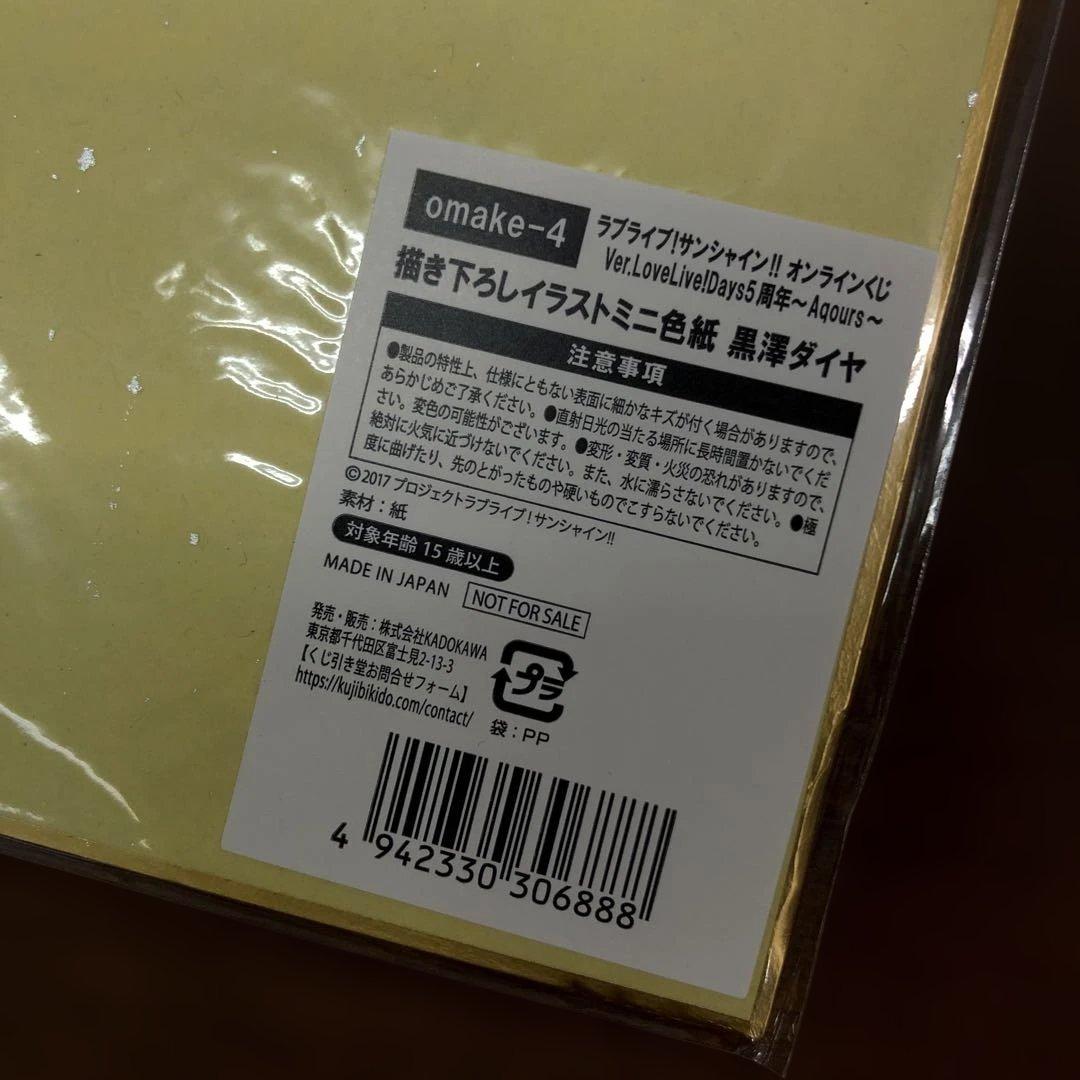 omake-4
ラブライブ!サンシャイン!! オンラインくじ
Ver.LoveLive!Days5周年～Aqours～
描き下ろしイラストミニ色紙 黒澤ダイヤ
注意事項
●製品の特性上、仕様にともない表面に細かなキズが付く場合がありますので、
あらかじめご了承ください。●直射日光の当たる場所に長時間置かないでくだ
さい。変色の可能性がございます。●変形・変質・火災の恐れがありますので、
絶対に火気に近づけないでください。また、水に濡らさないでください。●極
度に曲げたり、先のとがったものや硬いものでこすらないでください。
©2017 プロジェクトラブライブ！サンシャイン!!
素材：紙
対象年齢 15 歳以上
MADE IN JAPAN
NOT FOR SALE
発売・販売：株式会社KADOKAWA
東京都千代田区富士見2-13-3
【くじ引き堂お問合せフォーム】
https://kujibikido.com/contact/
プラ
袋：PP
4 942330 306888